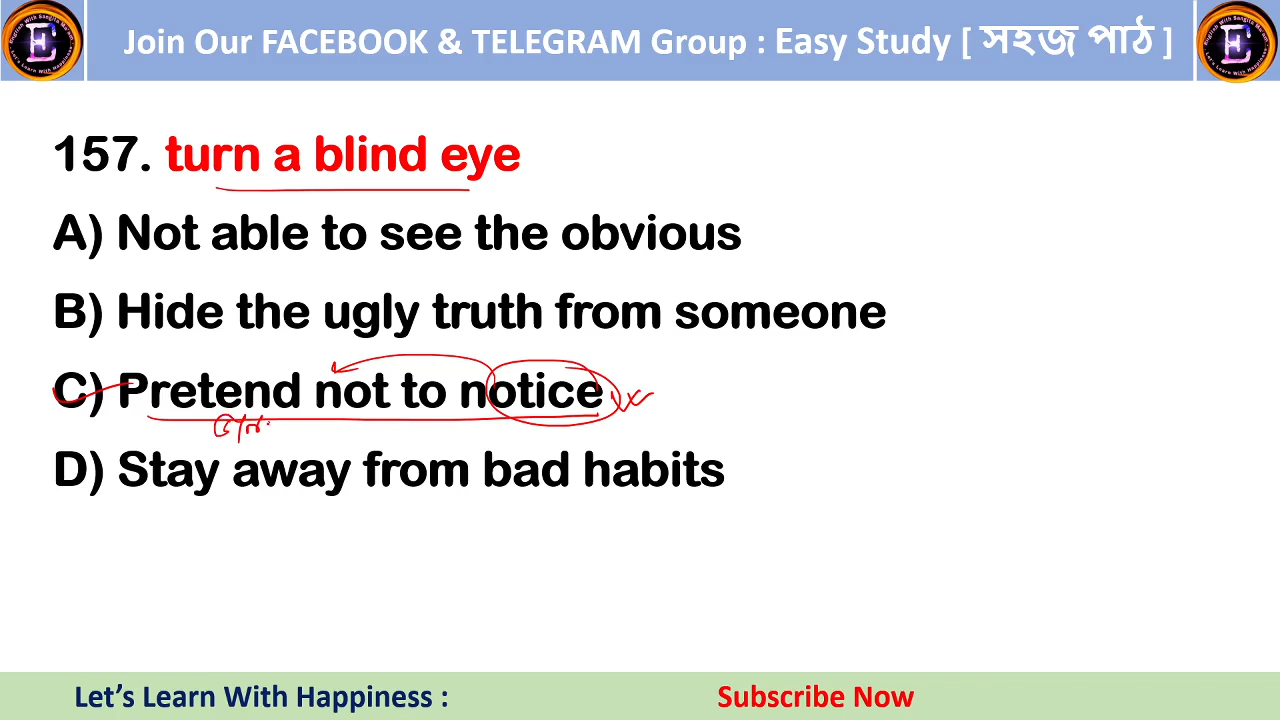 Join Our FACEBOOK & TELEGRAM Group : Easy Study [ সহজ পাঠ ]
157. turn a blind eye
A) Not able to see the obvious
B) Hide the ugly truth from someone
C) Pretend not to notice
D) Stay away from bad habits
Let's Learn With Happiness :
Subscribe Now